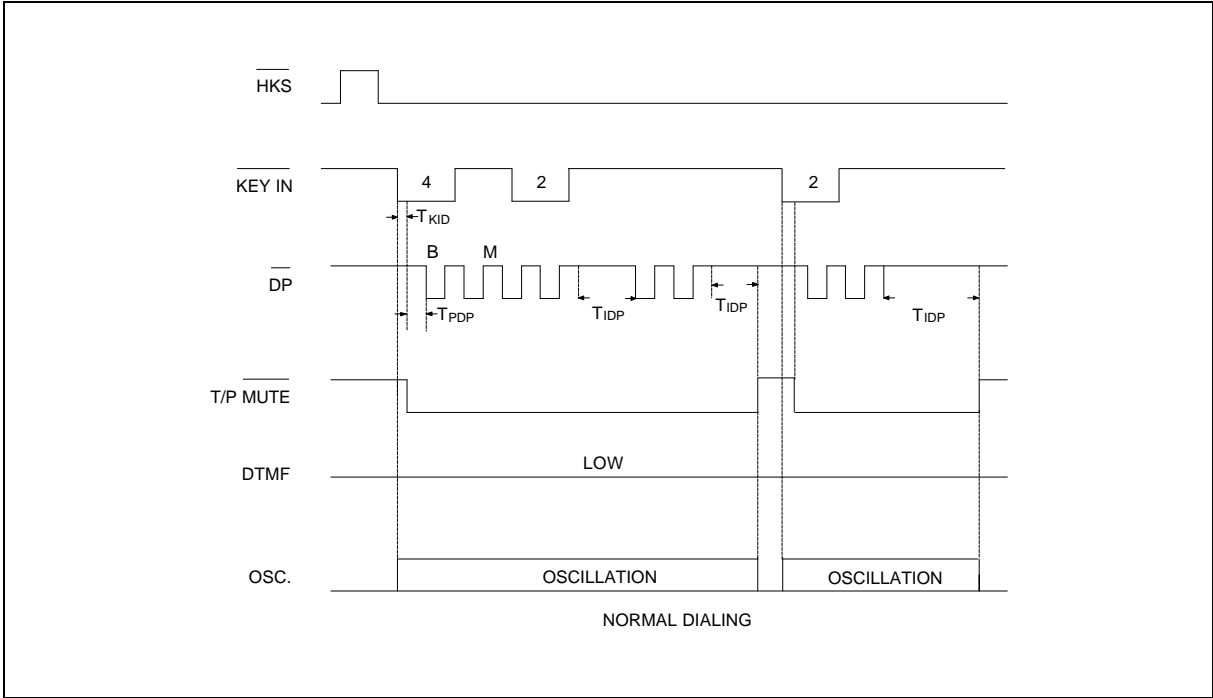 HKS
KEY IN
4
2
2
TKID
B
M
DP
TPDP
TIDP
TIDP
TIDP
T/P MUTE
LOW
DTMF
OSC.
OSCILLATION
OSCILLATION
NORMAL DIALING